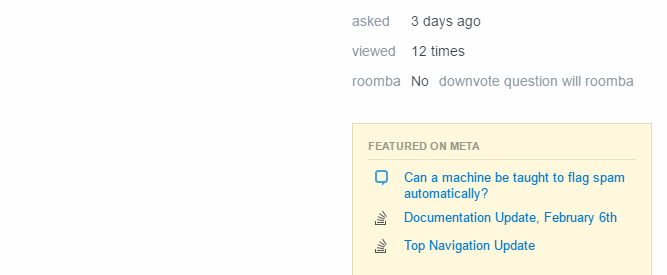 asked 3 days ago
viewed 12 times
roomba No downvote question will roomba
FEATURED ON META
Can a machine be taught to flag spam
automatically?
Documentation Update, February 6th
Top Navigation Update